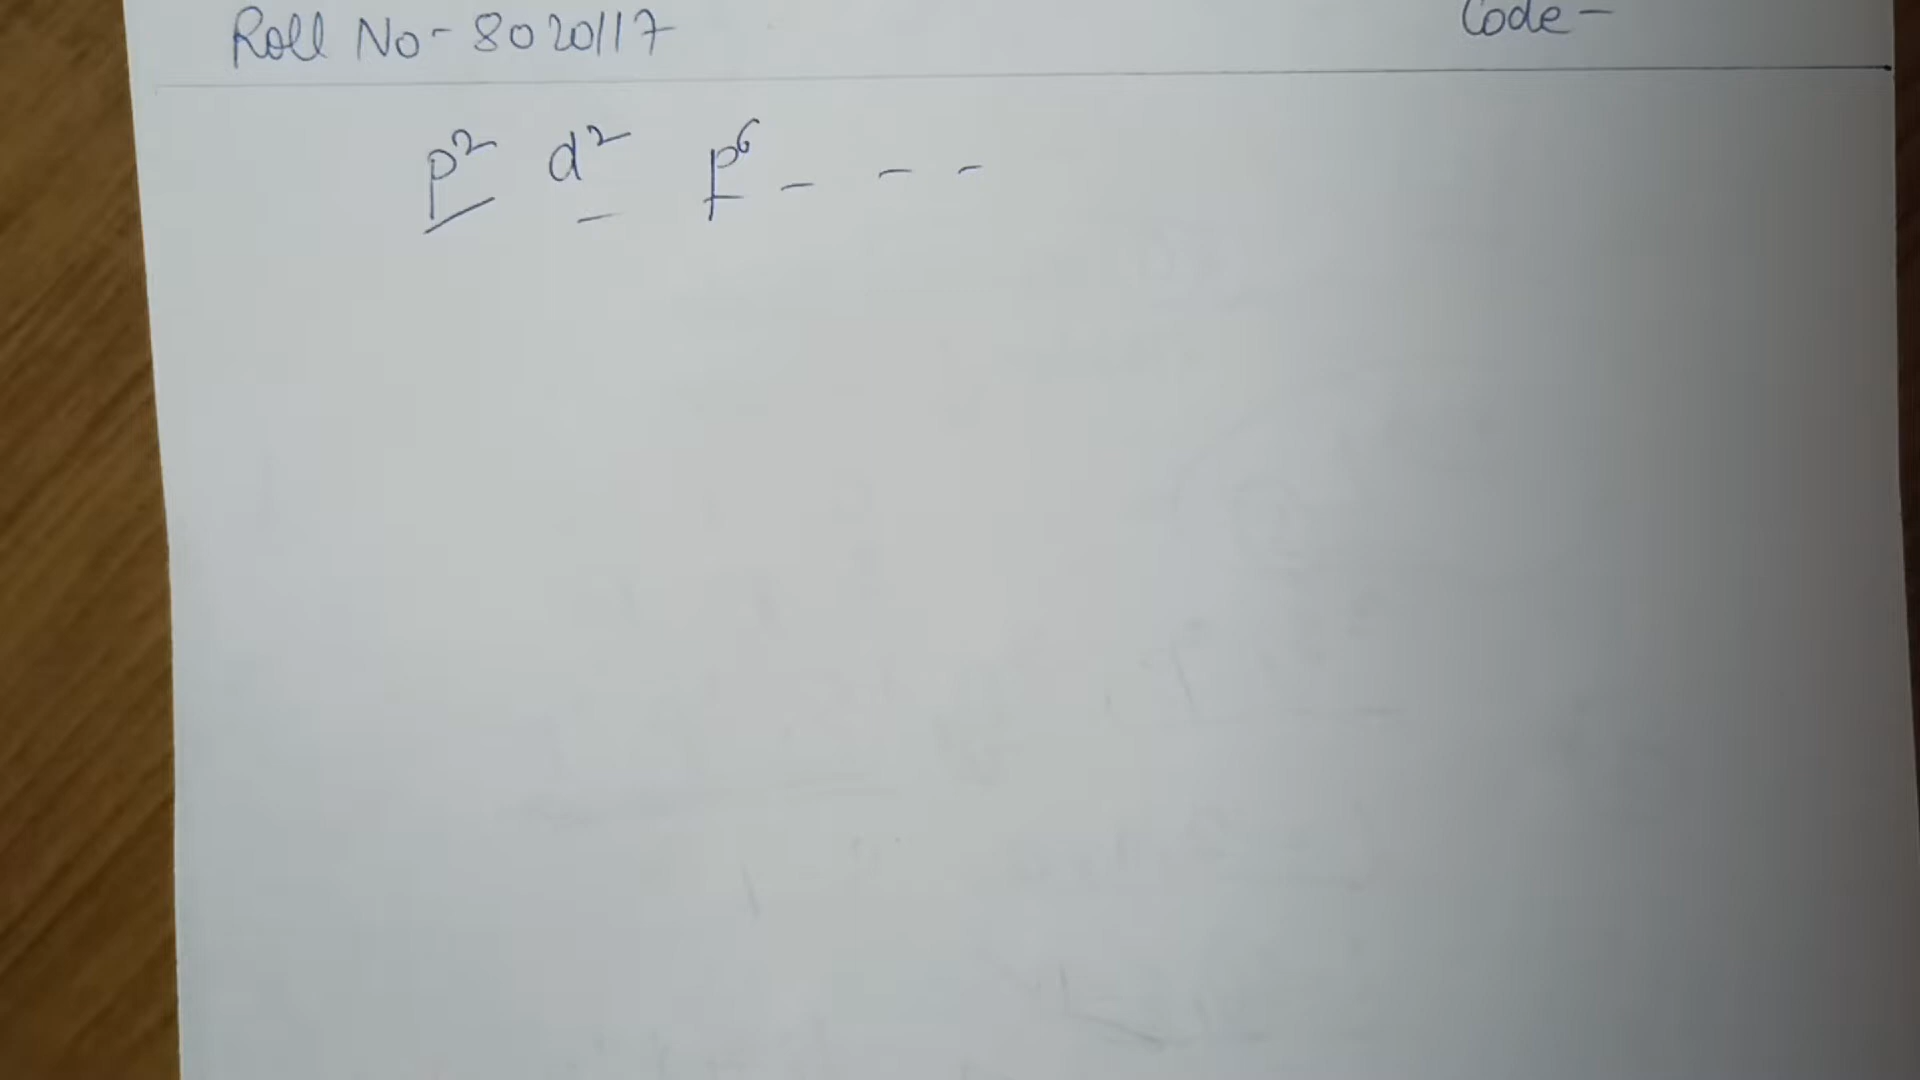 Roll No - 8020117
Code -
p² d² p⁶ - - -